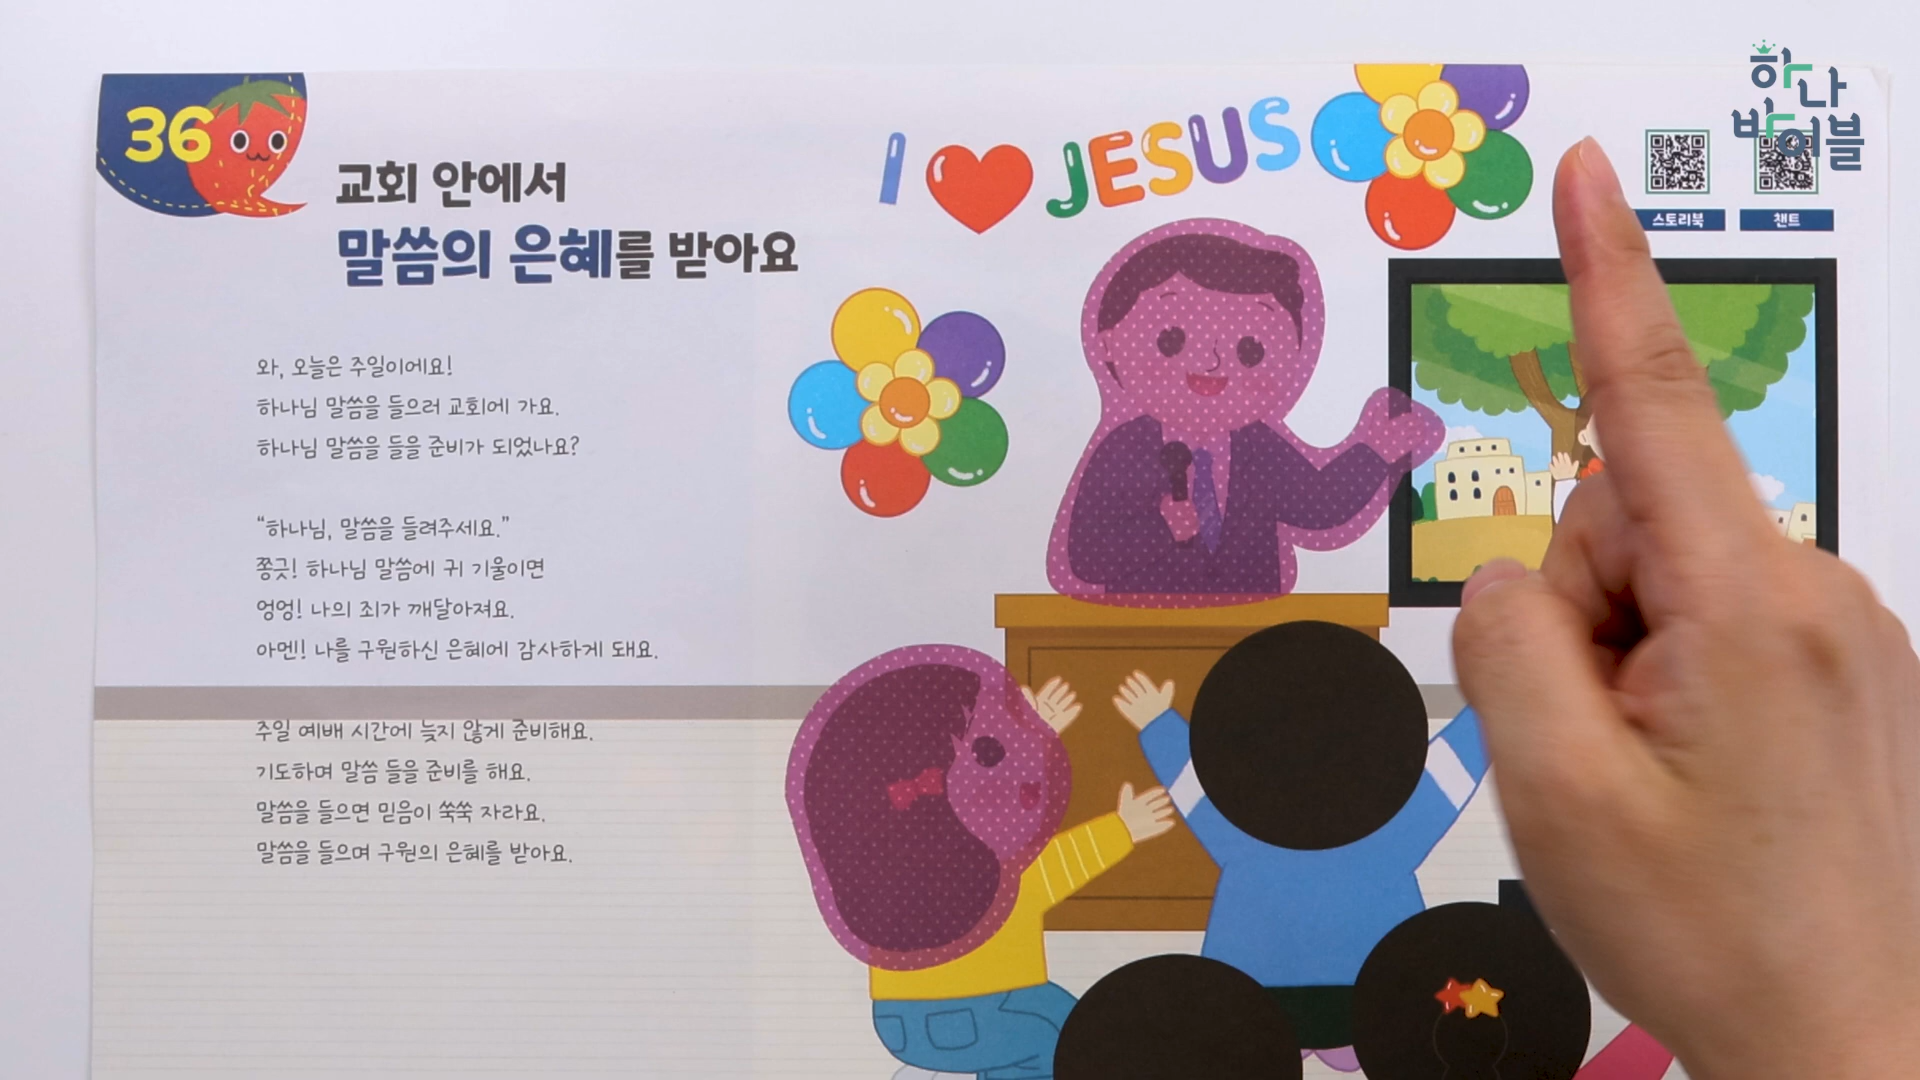 36
교회 안에서
말씀의 은혜를 받아요
와, 오늘은 주일이에요!
하나님 말씀을 들으러 교회에 가요.
하나님 말씀을 들을 준비가 되었나요?
“하나님, 말씀을 들려주세요.”
쫑긋! 하나님 말씀에 귀 기울이면
엉엉! 나의 죄가 깨달아져요.
아멘! 나를 구원하신 은혜에 감사하게 돼요.
주일 예배 시간에 늦지 않게 준비해요.
기도하며 말씀 들을 준비를 해요.
말씀을 들으면 믿음이 쑥쑥 자라요.
말씀을 들으며 구원의 은혜를 받아요.
I JESUS
하나
바이블
스토리북
챈트